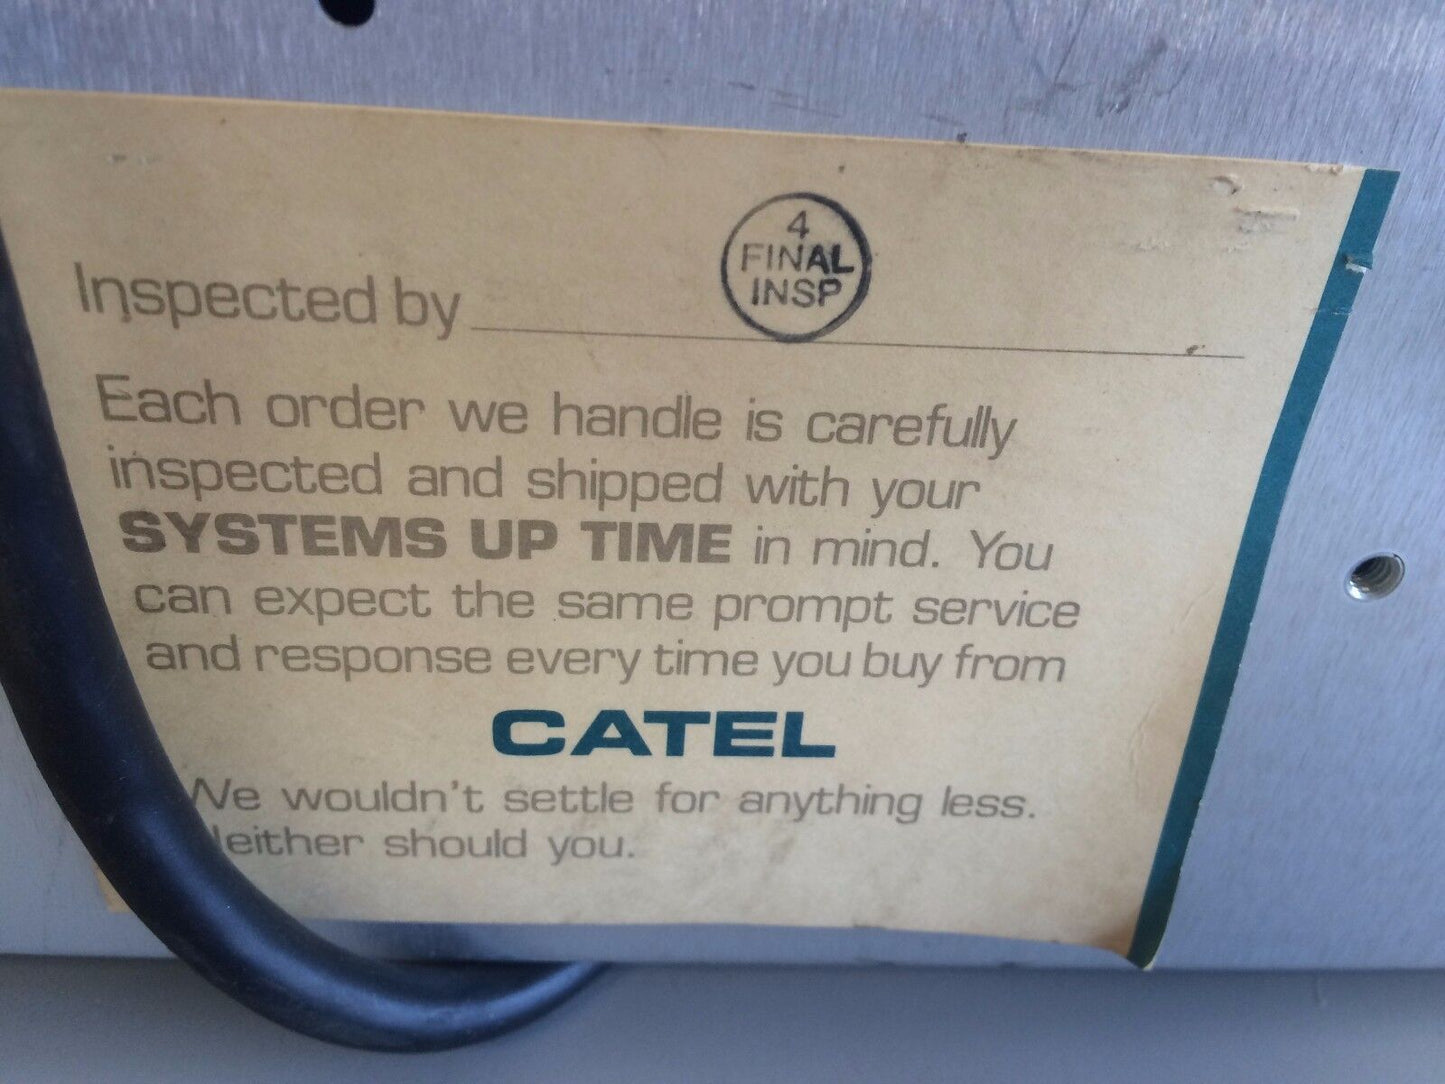 4
FINAL
INSP
Inspected by
Each order we handle is carefully
inspected and shipped with your
SYSTEMS UP TIME in mind. You
can expect the same prompt service
and response every time you buy from
CATEL
We wouldn't settle for anything less.
Neither should you.